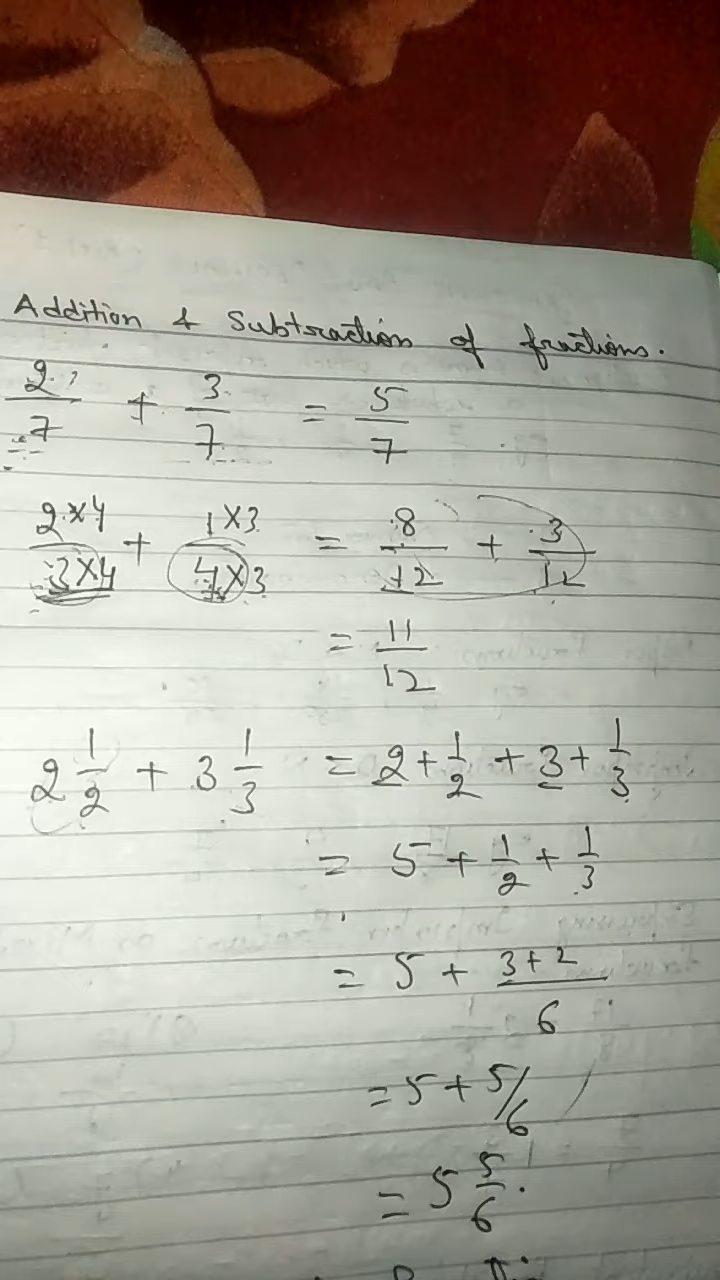 Addition & Subtraction of fractions.
2/7 + 3/7 = 5/7
2×4/3×4 + 1×3/4×3 = 8/12 + 3/12
= 11/12
2 1/2 + 3 1/3 = 2 + 1/2 + 3 + 1/3
= 5 + 1/2 + 1/3
= 5 + 3+2/6
= 5 + 5/6
= 5 5/6.